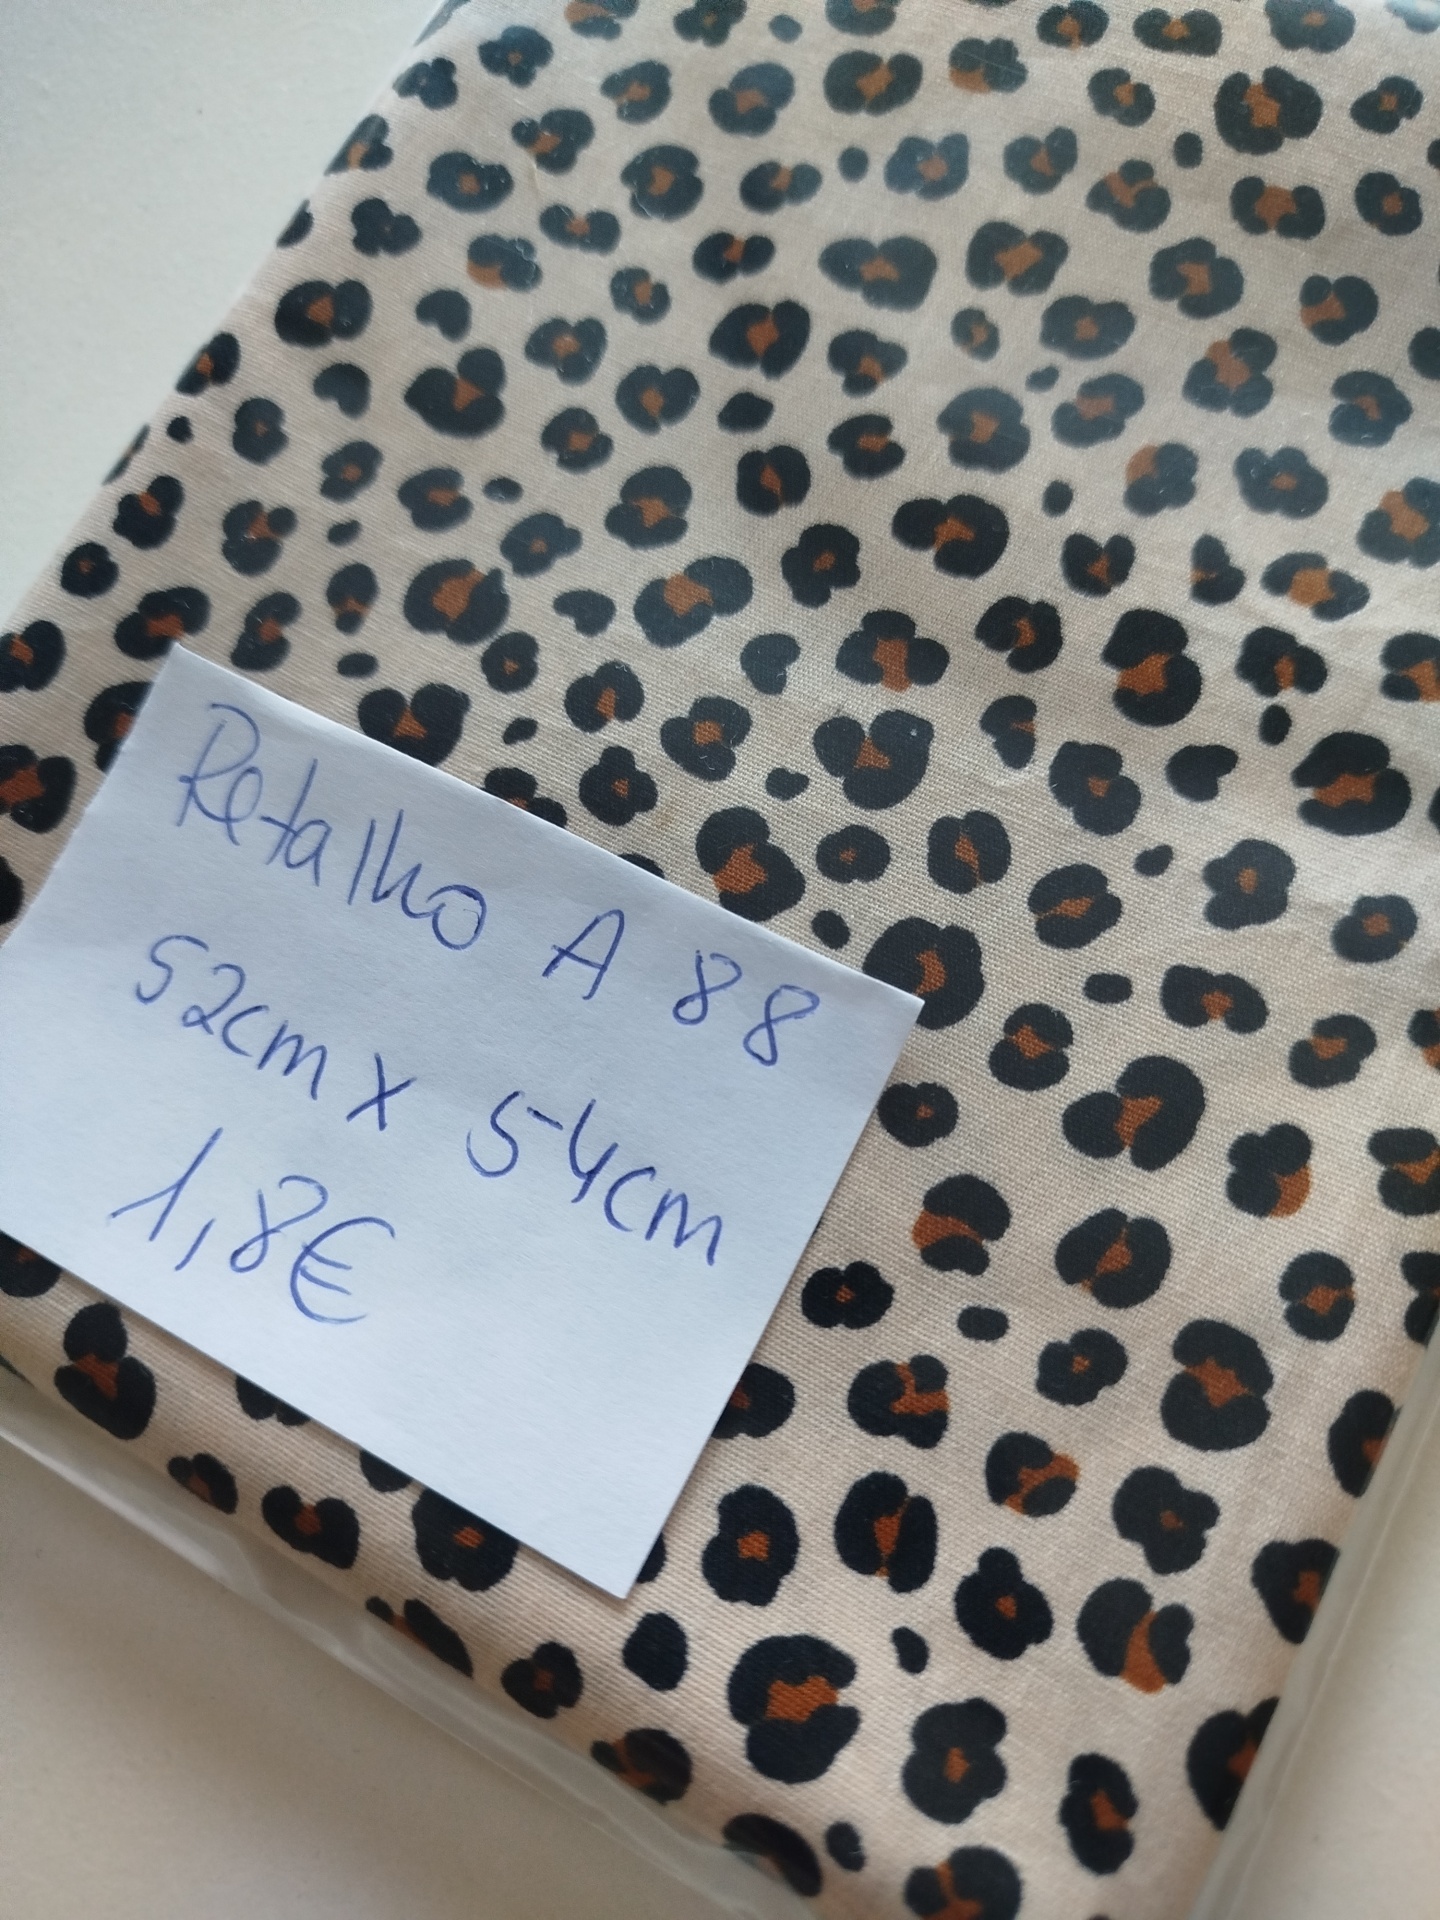 Retalho A 88
52cm x 54cm
1,8€